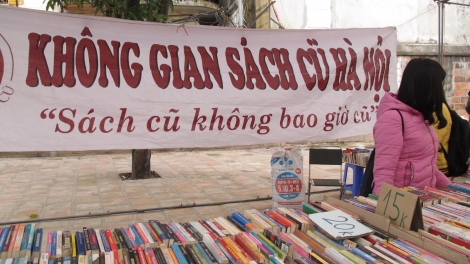 KHÔNG GIAN SÁCH CŨ HÀ NỘI
"Sách cũ không bao giờ cũ"
15K
20K